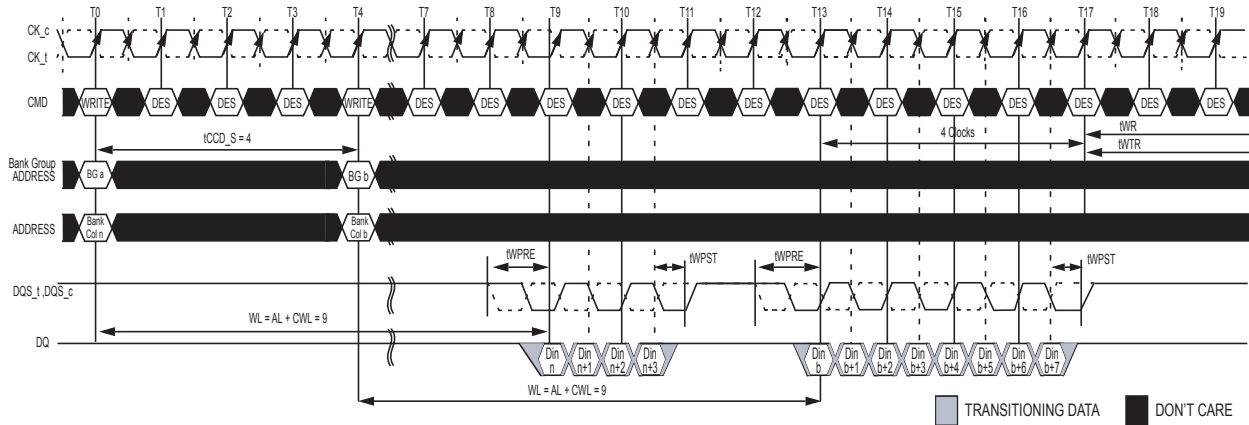 T0 T1 T2 T3 T4 T7 T8 T9 T10 T11 T12 T13 T14 T15 T16 T17 T18 T19
CK_c
CK_t
CMD WRITE DES DES DES WRITE DES DES DES DES DES DES DES DES DES DES DES DES DES
tCCD_S = 4 4 Clocks tWR
tWTR
Bank Group
ADDRESS BG a BG b
ADDRESS Bank
Col n Bank
Col b
tWPRE tWPST tWPRE tWPST
DQS_t ,DQS_c
WL = AL + CWL = 9
DQ Din
n Din
n+1 Din
n+2 Din
n+3 Din
b Din
b+1 Din
b+2 Din
b+3 Din
b+4 Din
b+5 Din
b+6 Din
b+7
WL = AL + CWL = 9
TRANSITIONING DATA DON'T CARE